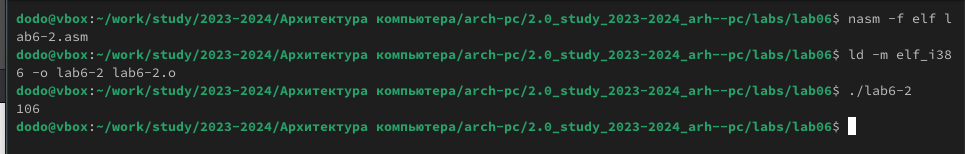 dodo@vbox:~/work/study/2023-2024/Архитектура компьютера/arch-pc/2.0_study_2023-2024_arh--pc/labs/lab06$ nasm -f elf l
ab6-2.asm
dodo@vbox:~/work/study/2023-2024/Архитектура компьютера/arch-pc/2.0_study_2023-2024_arh--pc/labs/lab06$ ld -m elf_i38
6 -o lab6-2 lab6-2.o
dodo@vbox:~/work/study/2023-2024/Архитектура компьютера/arch-pc/2.0_study_2023-2024_arh--pc/labs/lab06$ ./lab6-2
106
dodo@vbox:~/work/study/2023-2024/Архитектура компьютера/arch-pc/2.0_study_2023-2024_arh--pc/labs/lab06$